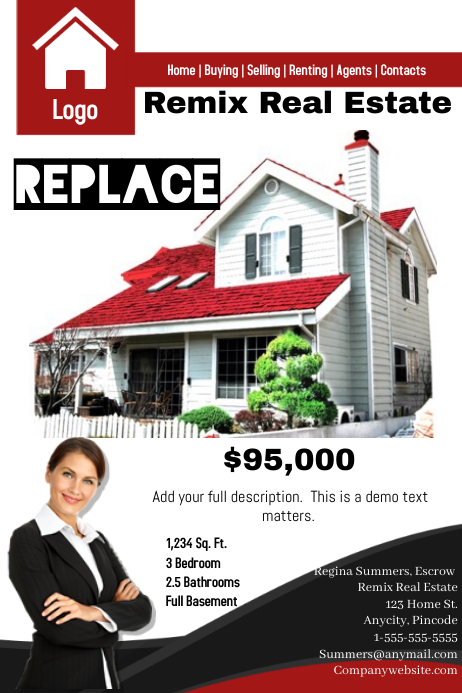 Logo
Home | Buying | Selling | Renting | Agents | Contacts
Remix Real Estate
REPLACE
$95,000
Add your full description.  This is a demo text
matters.
1,234 Sq. Ft.
3 Bedroom
2.5 Bathrooms
Full Basement
Regina Summers, Escrow
Remix Real Estate
123 Home St.
Anycity, Pincode
1-555-555-5555
Summers@anymail.com
Companywebsite.com